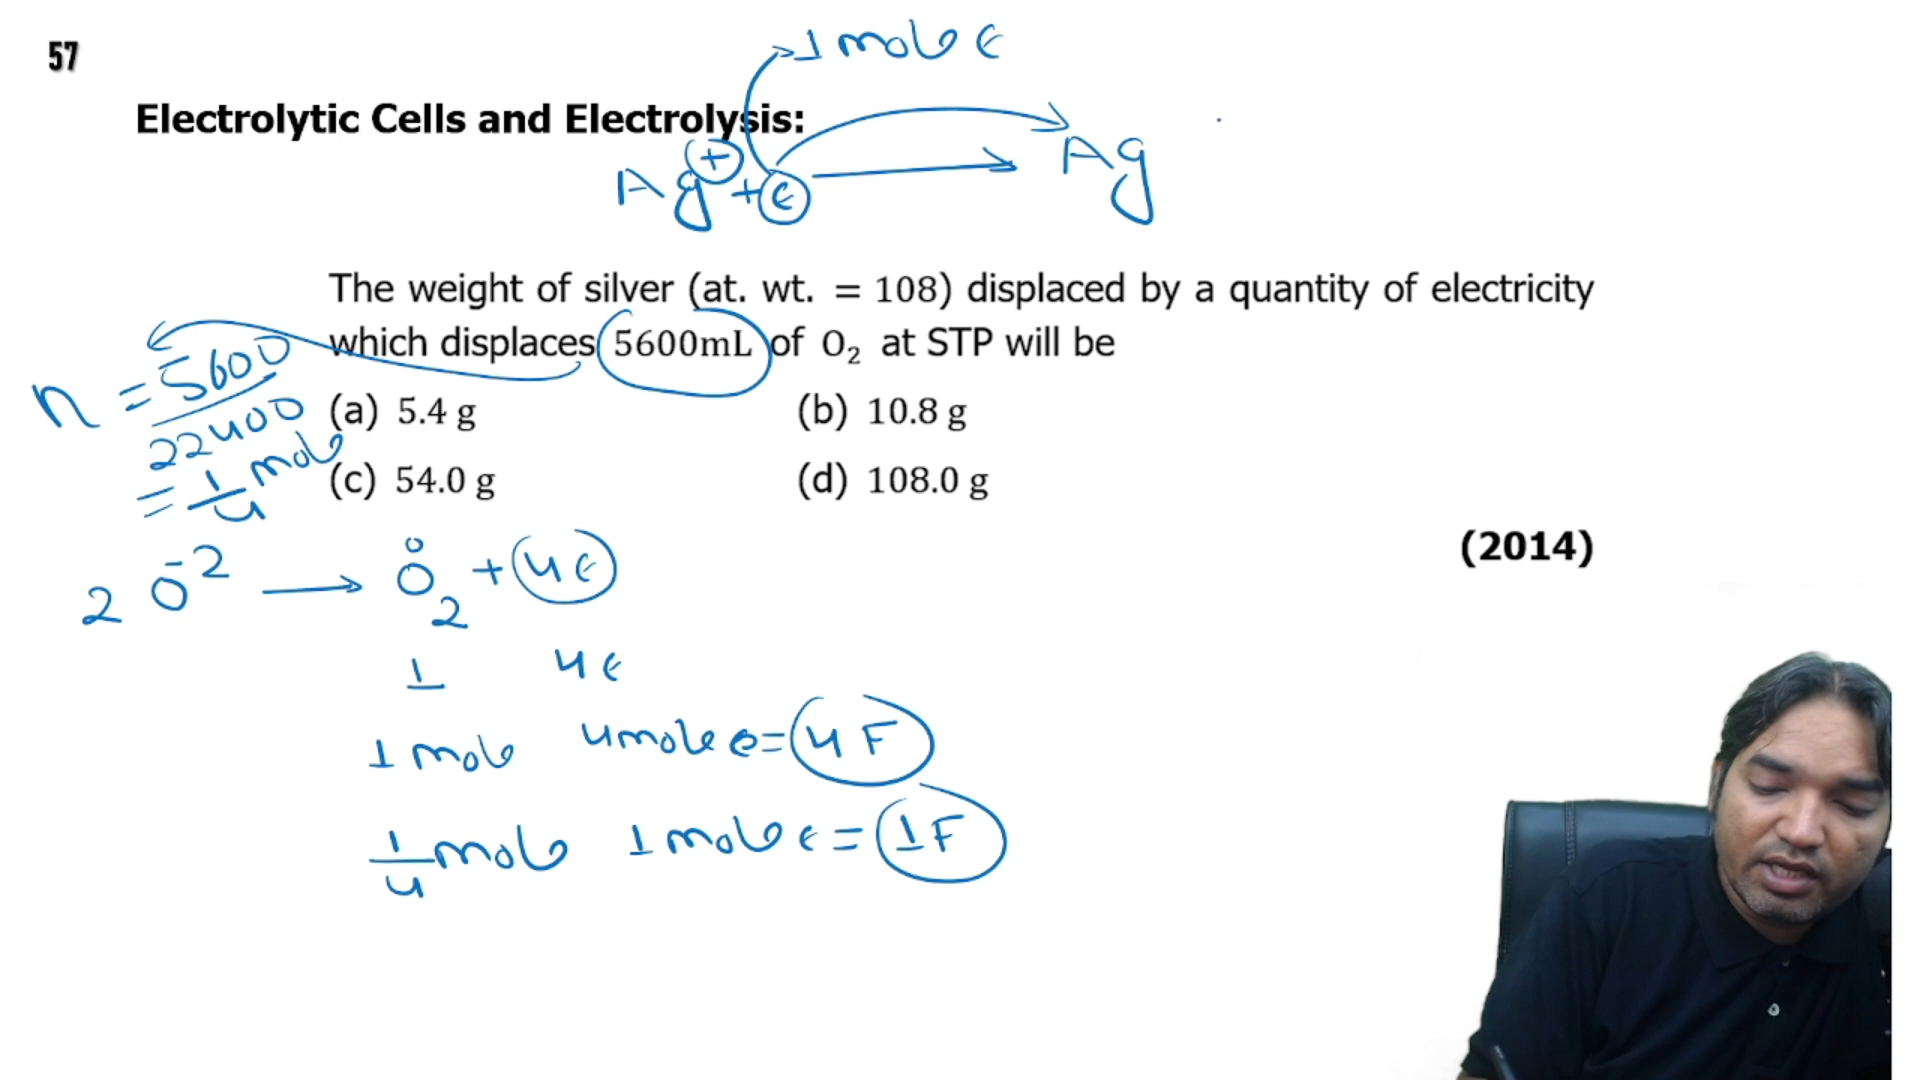 57
1 mole e
Electrolytic Cells and Electrolysis:
Ag⁺ + e → Ag
The weight of silver (at. wt. = 108) displaced by a quantity of electricity
which displaces 5600mL of O₂ at STP will be
n = 5600/22400
= 1/4 mole
(a) 5.4 g (b) 10.8 g
(c) 54.0 g (d) 108.0 g
(2014)
2 O⁻² → O₂⁰ + 4e
1 4e
1 mole 4 mole e = 4F
1/4 mole 1 mole e = 1F